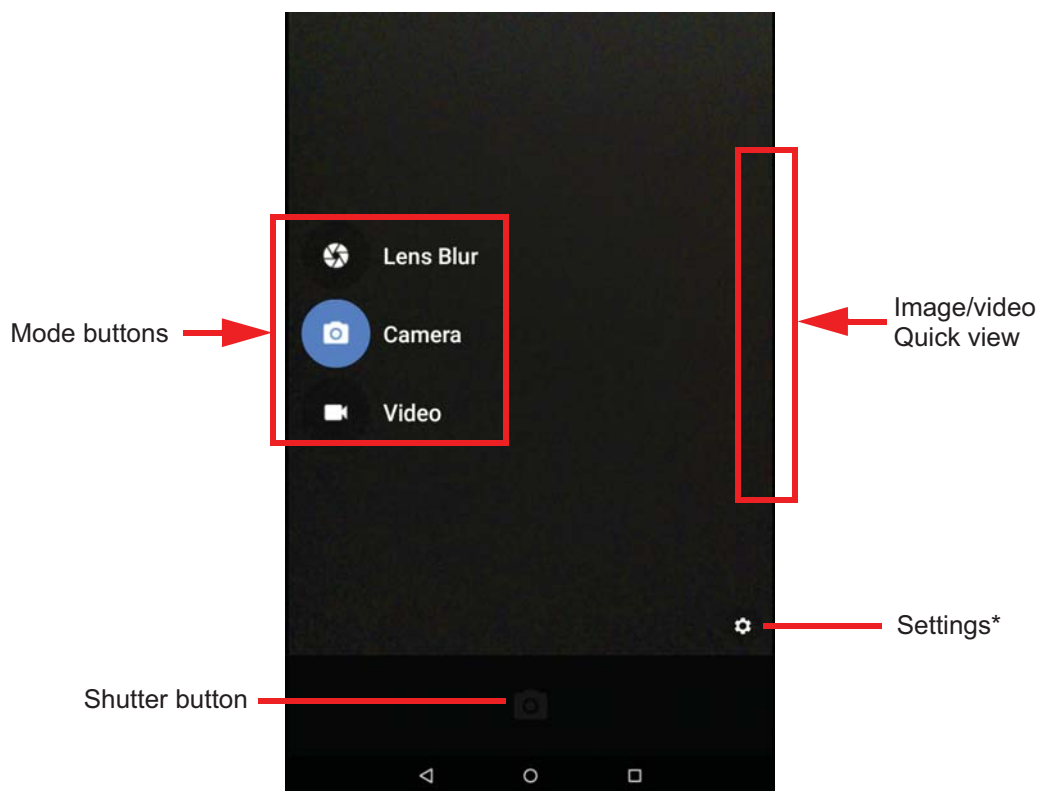 Lens Blur
Mode buttons
Camera
Video
Image/video
Quick view
Settings*
Shutter button